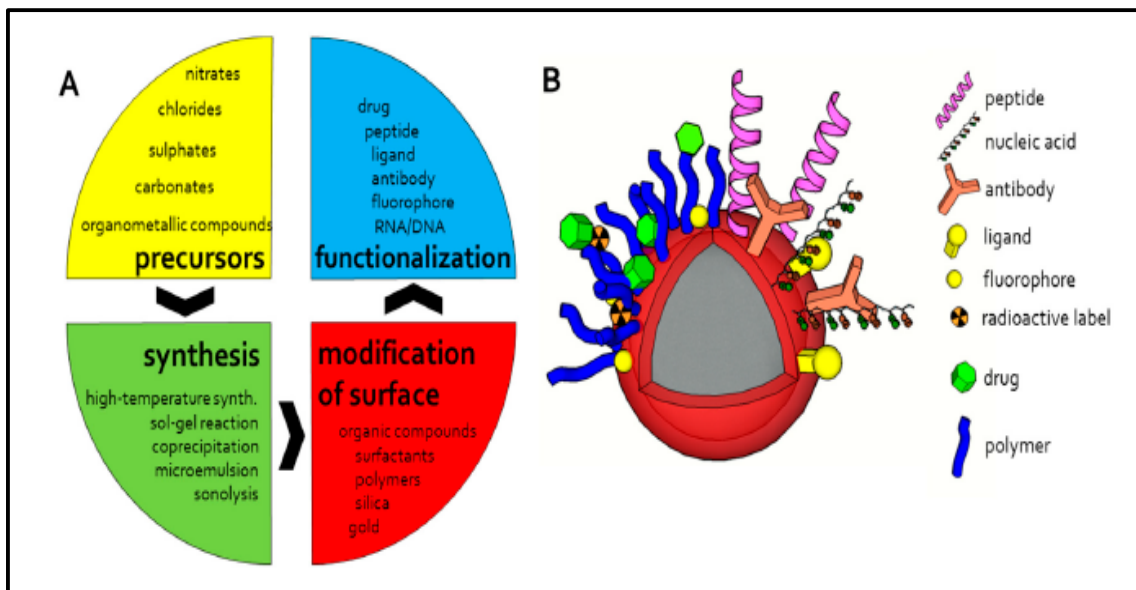 A
nitrates
chlorides
sulphates
carbonates
organometallic compounds
precursors
drug
peptide
ligand
antibody
fluorophore
RNA/DNA
functionalization
synthesis
high-temperature synth.
sol-gel reaction
coprecipitation
microemulsion
sonolysis
modification
of surface
organic compounds
surfactants
polymers
silica
gold
B
peptide
nucleic acid
antibody
ligand
fluorophore
radioactive label
drug
polymer